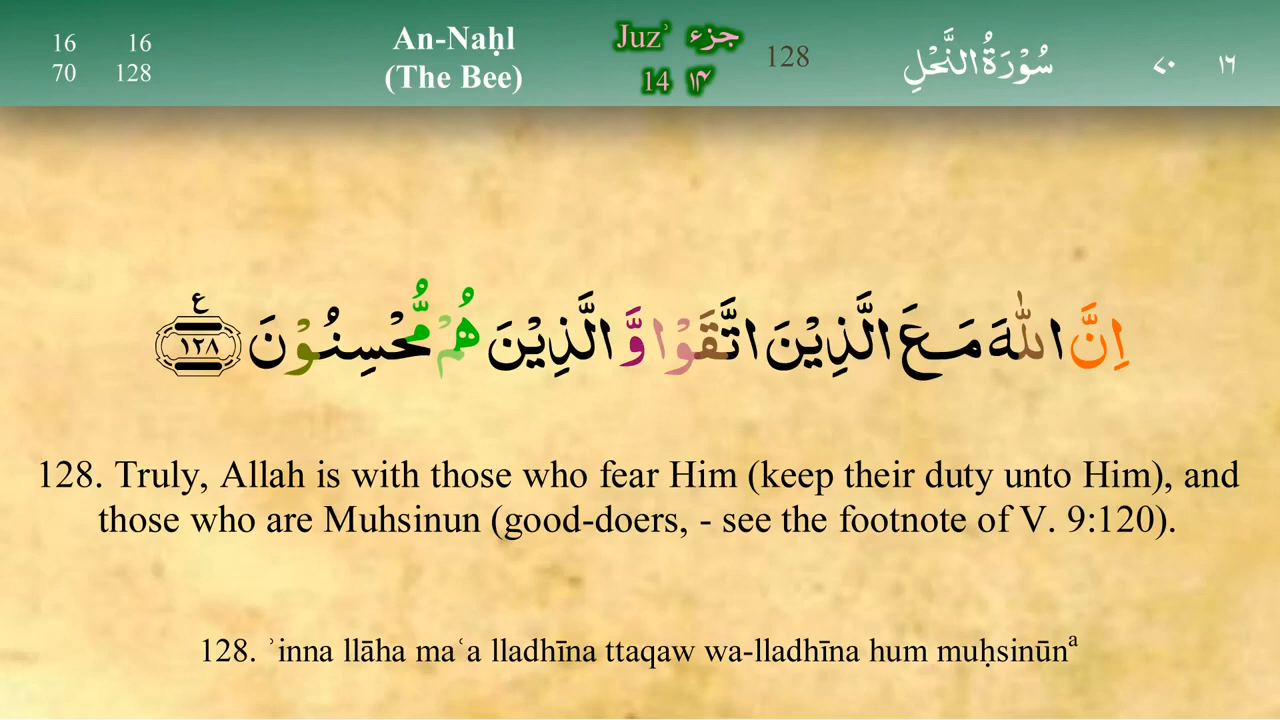 16 16 An-Naḥl Juzʾ جزء 128 سُوْرَةُ النَّحْلِ ٧٠ ١٦
70 128 (The Bee) 14 ١٤
اِنَّ اللّٰهَ مَعَ الَّذِيْنَ اتَّقَوْا وَّالَّذِيْنَ هُمْ مُّحْسِنُوْنَ ١٢٨ ع
128. Truly, Allah is with those who fear Him (keep their duty unto Him), and
those who are Muhsinun (good-doers, - see the footnote of V. 9:120).
128. ʾinna llāha maʿa lladhīna ttaqaw wa-lladhīna hum muḥsinūnᵃ